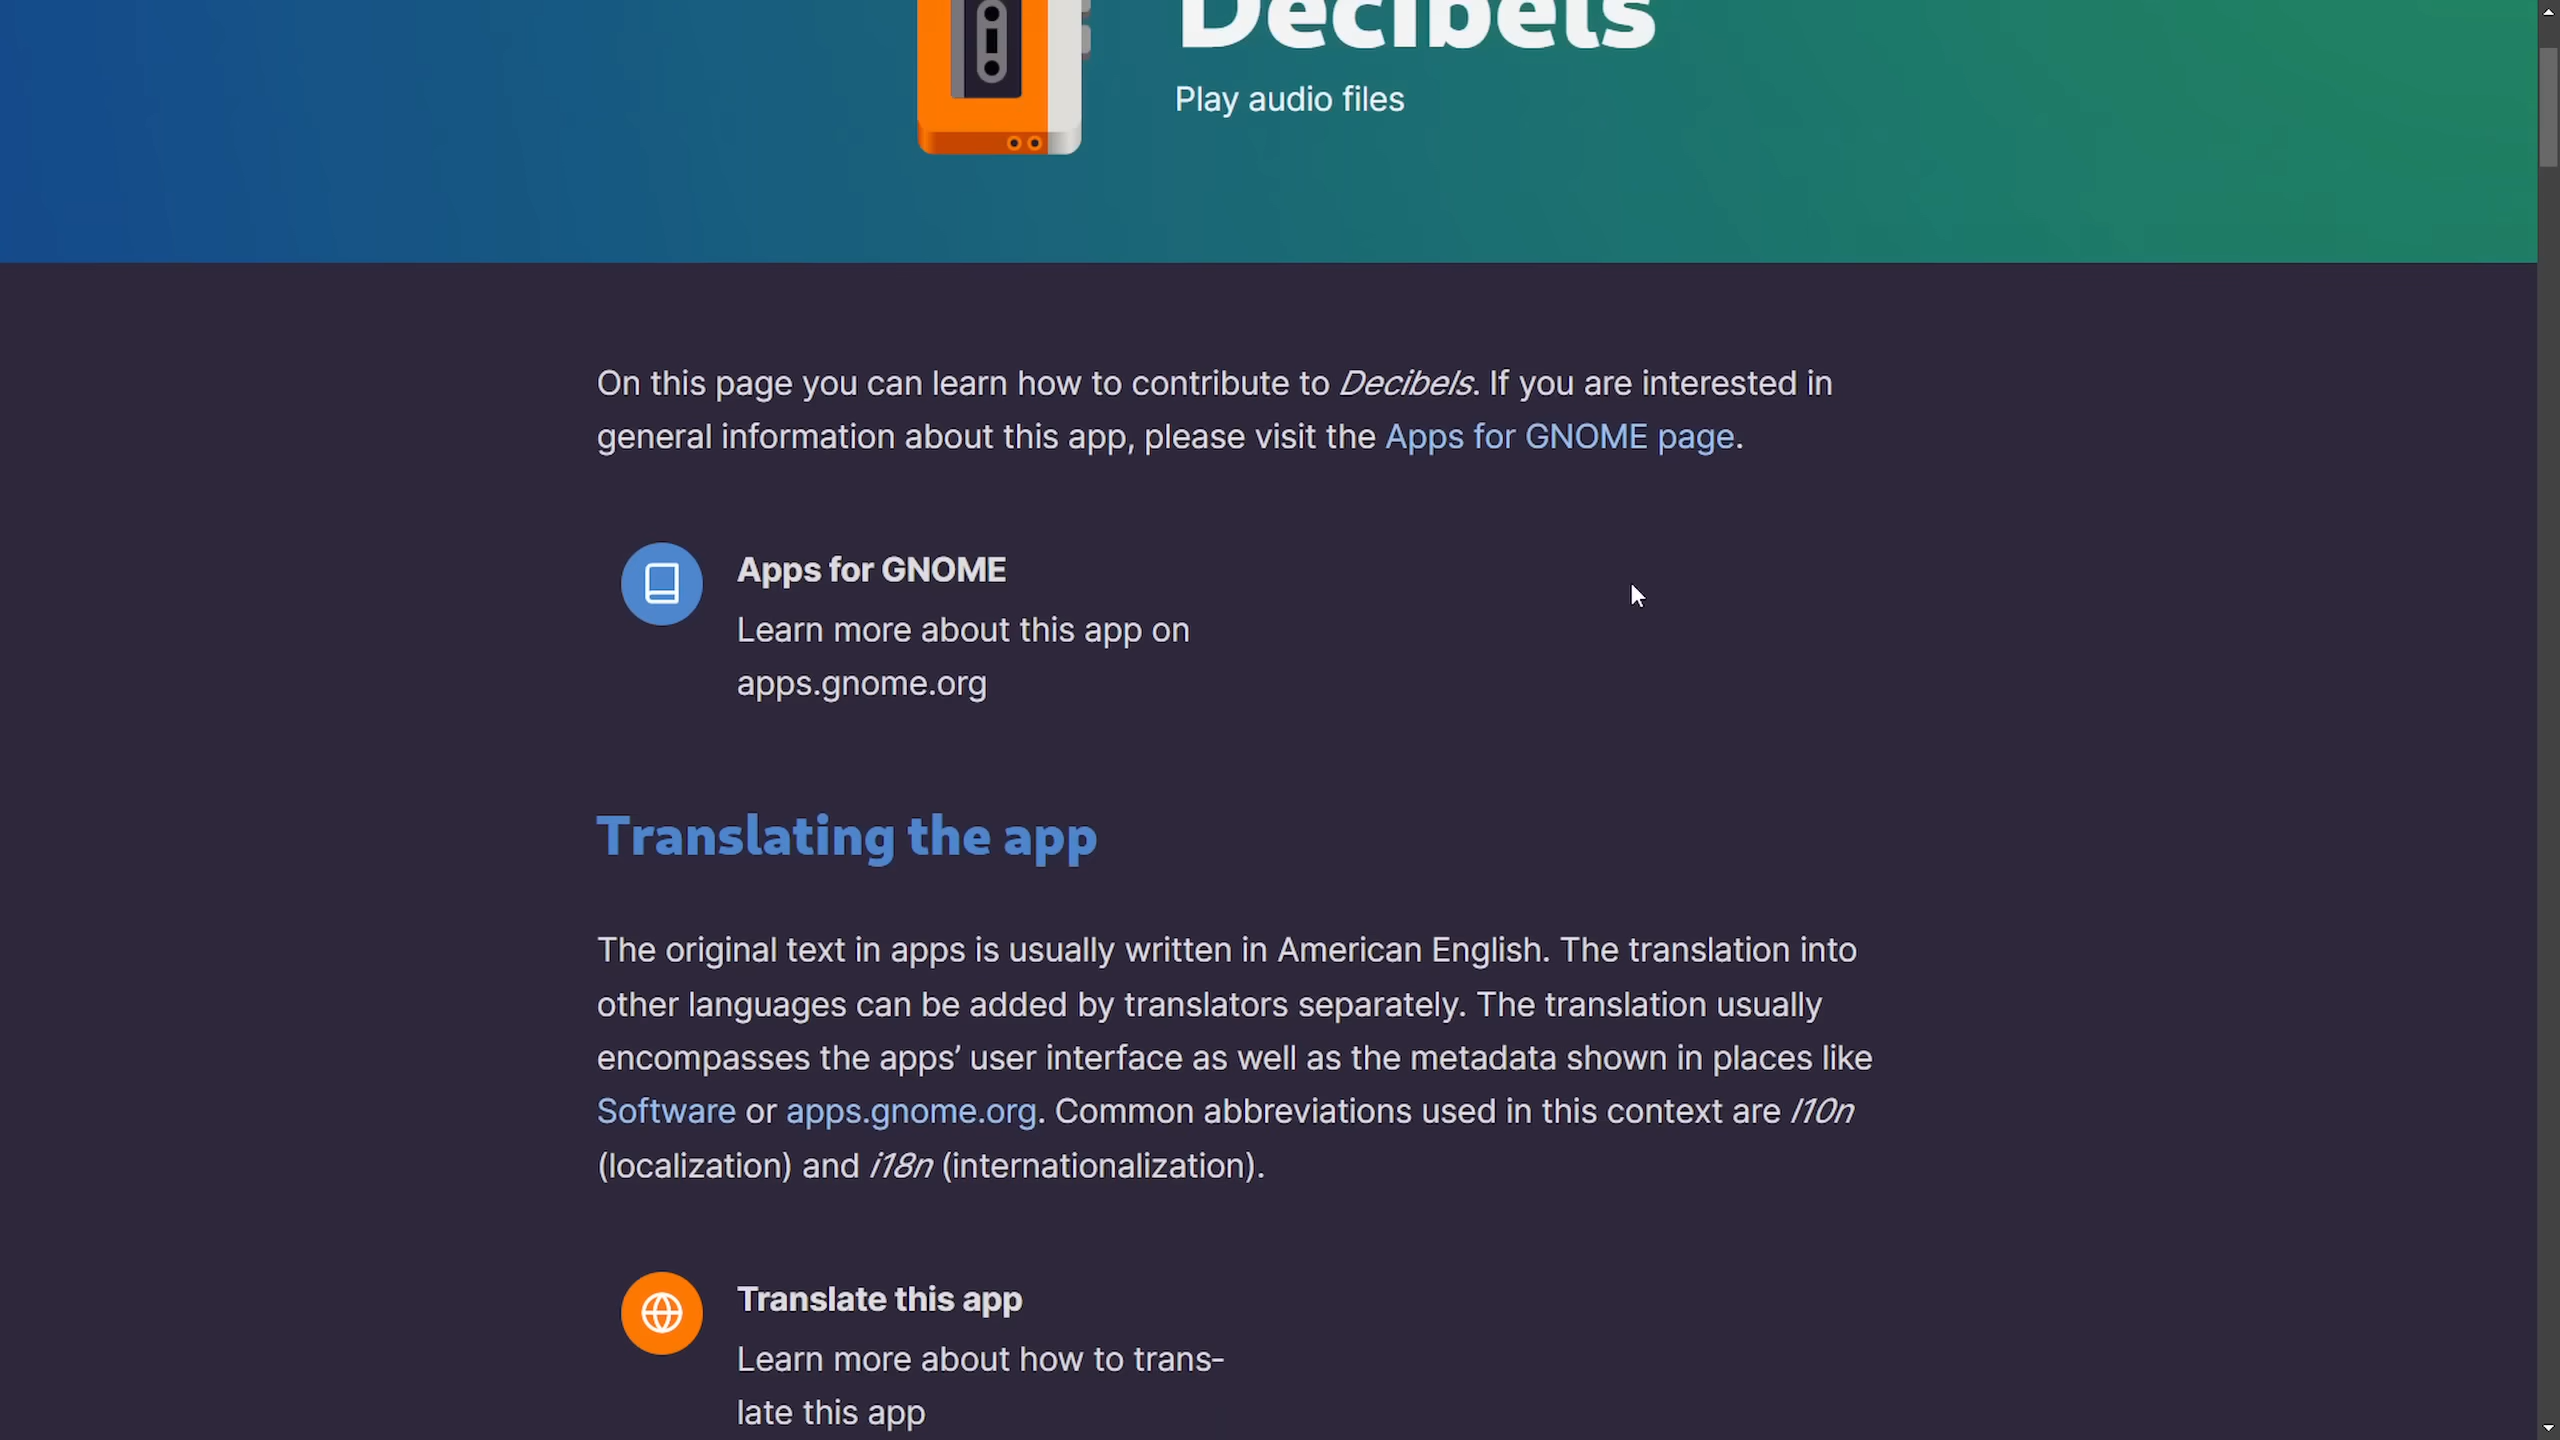 Decibels
Play audio files
On this page you can learn how to contribute to Decibels. If you are interested in
general information about this app, please visit the Apps for GNOME page.
Apps for GNOME
Learn more about this app on
apps.gnome.org
Translating the app
The original text in apps is usually written in American English. The translation into
other languages can be added by translators separately. The translation usually
encompasses the apps’ user interface as well as the metadata shown in places like
Software or apps.gnome.org. Common abbreviations used in this context are l10n
(localization) and i18n (internationalization).
Translate this app
Learn more about how to trans-
late this app